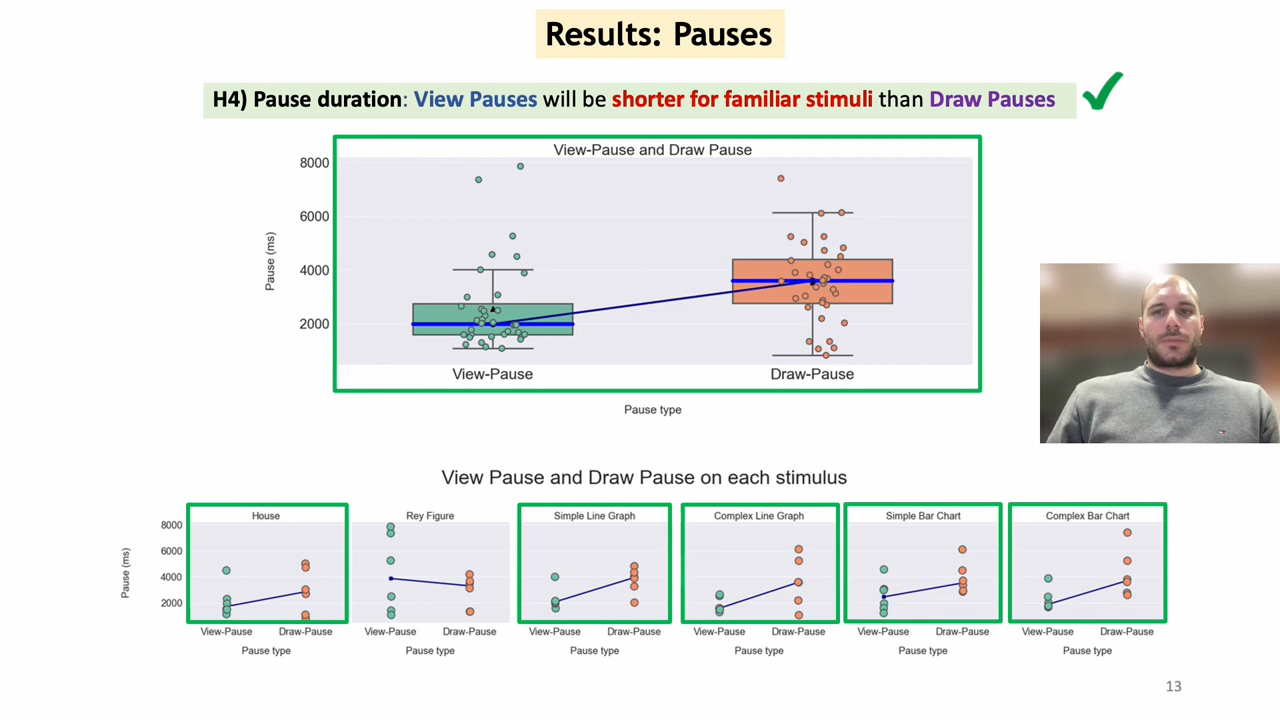 Results: Pauses
H4) Pause duration: View Pauses will be shorter for familiar stimuli than Draw Pauses
View-Pause and Draw Pause
8000
6000
4000
2000
Pause (ms)
View-Pause
Draw-Pause
Pause type
View Pause and Draw Pause on each stimulus
House
Rey Figure
Simple Line Graph
Complex Line Graph
Simple Bar Chart
Complex Bar Chart
8000
6000
4000
2000
Pause (ms)
View-Pause Draw-Pause
View-Pause Draw-Pause
View-Pause Draw-Pause
View-Pause Draw-Pause
View-Pause Draw-Pause
View-Pause Draw-Pause
Pause type
Pause type
Pause type
Pause type
Pause type
Pause type
13